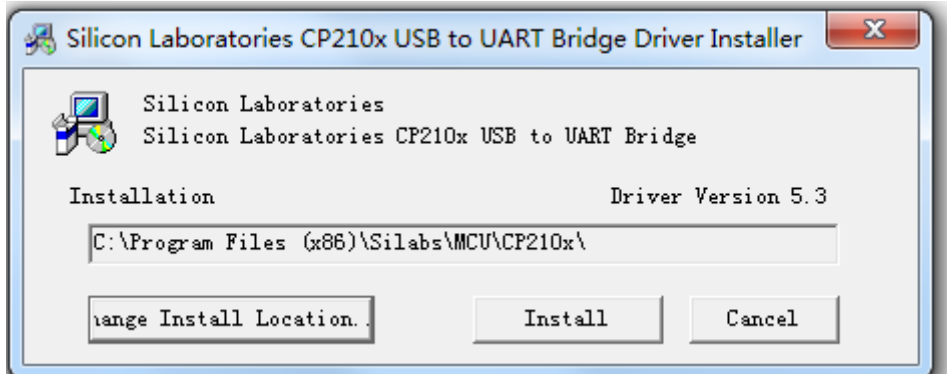 Silicon Laboratories CP210x USB to UART Bridge Driver Installer
Silicon Laboratories
Silicon Laboratories CP210x USB to UART Bridge
Installation Driver Version 5.3
C:\Program Files (x86)\Silabs\MCU\CP210x\
ange Install Location.. Install Cancel